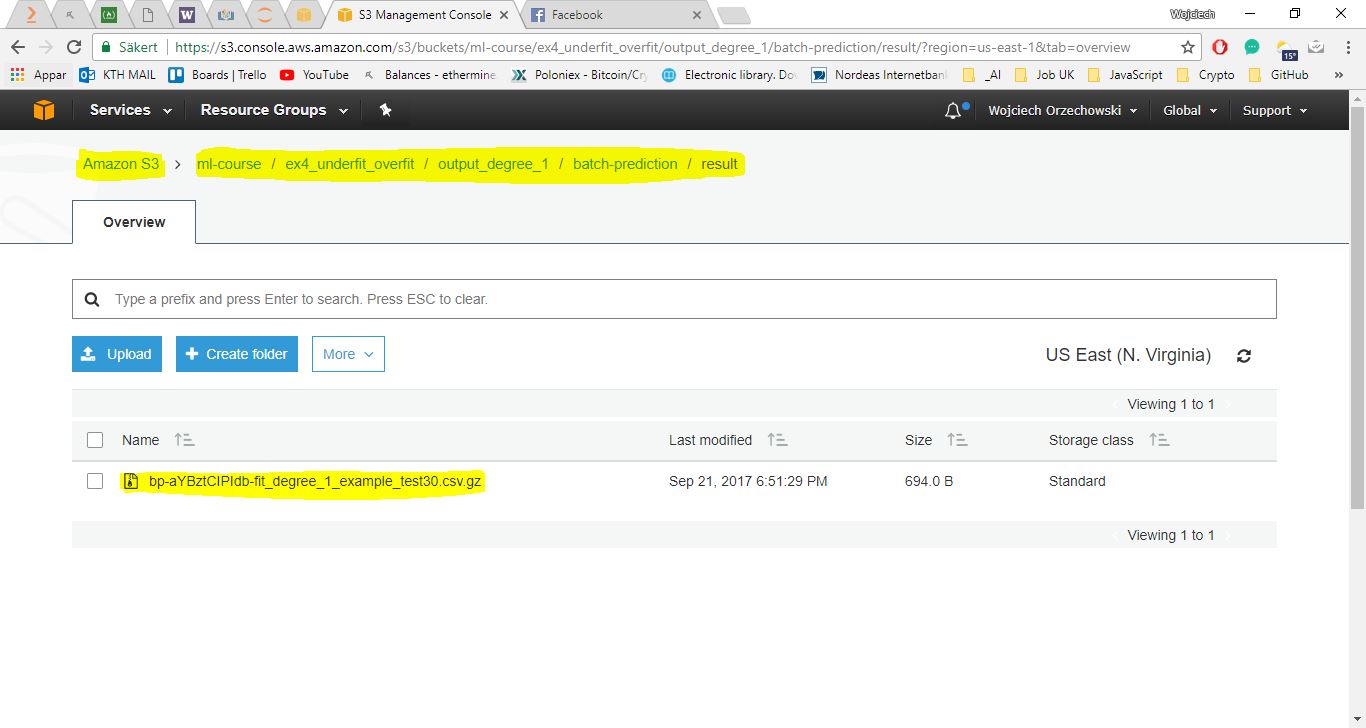 S3 Management Console Facebook Wojciech
Säkert https://s3.console.aws.amazon.com/s3/buckets/ml-course/ex4_underfit_overfit/output_degree_1/batch-prediction/result/?region=us-east-1&tab=overview 15°
Appar KTH MAIL Boards | Trello YouTube Balances - ethermine Poloniex - Bitcoin/Cry Electronic library. Do Nordeas Internetbank _AI Job UK JavaScript Crypto GitHub »
Services Resource Groups Wojciech Orzechowski Global Support
Amazon S3 > ml-course / ex4_underfit_overfit / output_degree_1 / batch-prediction / result
Overview
Type a prefix and press Enter to search. Press ESC to clear.
Upload + Create folder More US East (N. Virginia)
Viewing 1 to 1
Name Last modified Size Storage class
bp-aYBztCIPIdb-fit_degree_1_example_test30.csv.gz Sep 21, 2017 6:51:29 PM 694.0 B Standard
Viewing 1 to 1